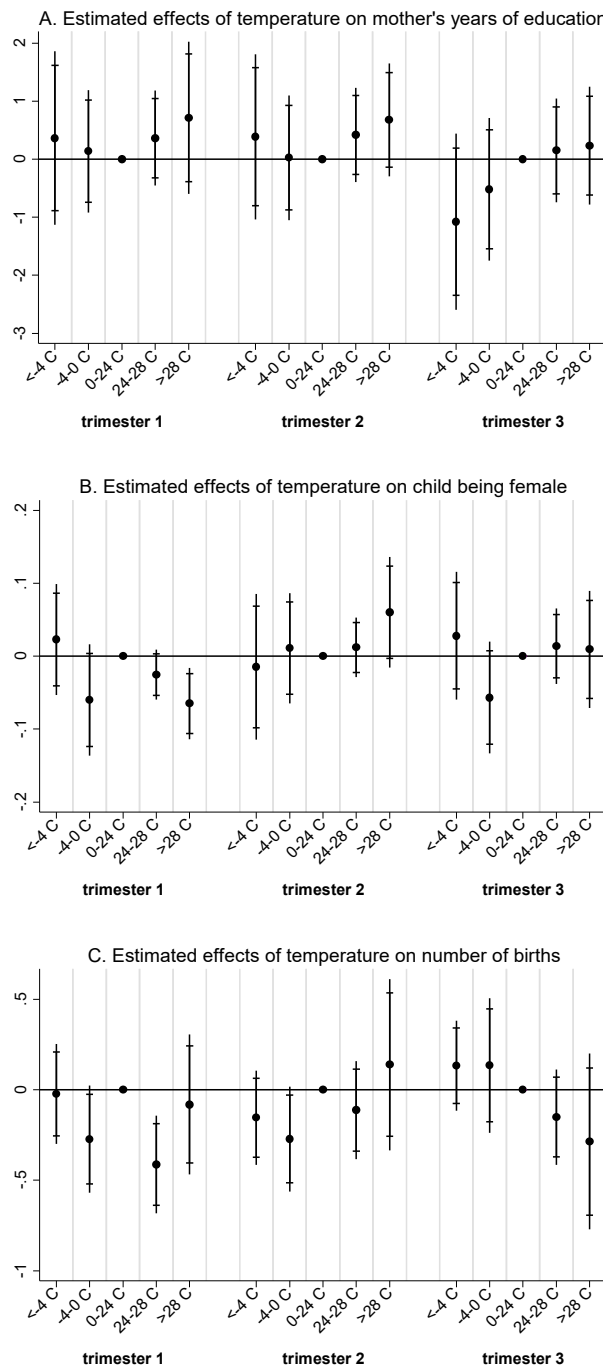 A. Estimated effects of temperature on mother's years of education
2
1
0
-1
-2
-3
<-4 C
-4-0 C
0-24 C
24-28 C
>28 C
<-4 C
-4-0 C
0-24 C
24-28 C
>28 C
<-4 C
-4-0 C
0-24 C
24-28 C
>28 C
trimester 1
trimester 2
trimester 3
B. Estimated effects of temperature on child being female
.2
.1
0
-.1
-.2
<-4 C
-4-0 C
0-24 C
24-28 C
>28 C
<-4 C
-4-0 C
0-24 C
24-28 C
>28 C
<-4 C
-4-0 C
0-24 C
24-28 C
>28 C
trimester 1
trimester 2
trimester 3
C. Estimated effects of temperature on number of births
.5
0
-.5
-1
<-4 C
-4-0 C
0-24 C
24-28 C
>28 C
<-4 C
-4-0 C
0-24 C
24-28 C
>28 C
<-4 C
-4-0 C
0-24 C
24-28 C
>28 C
trimester 1
trimester 2
trimester 3